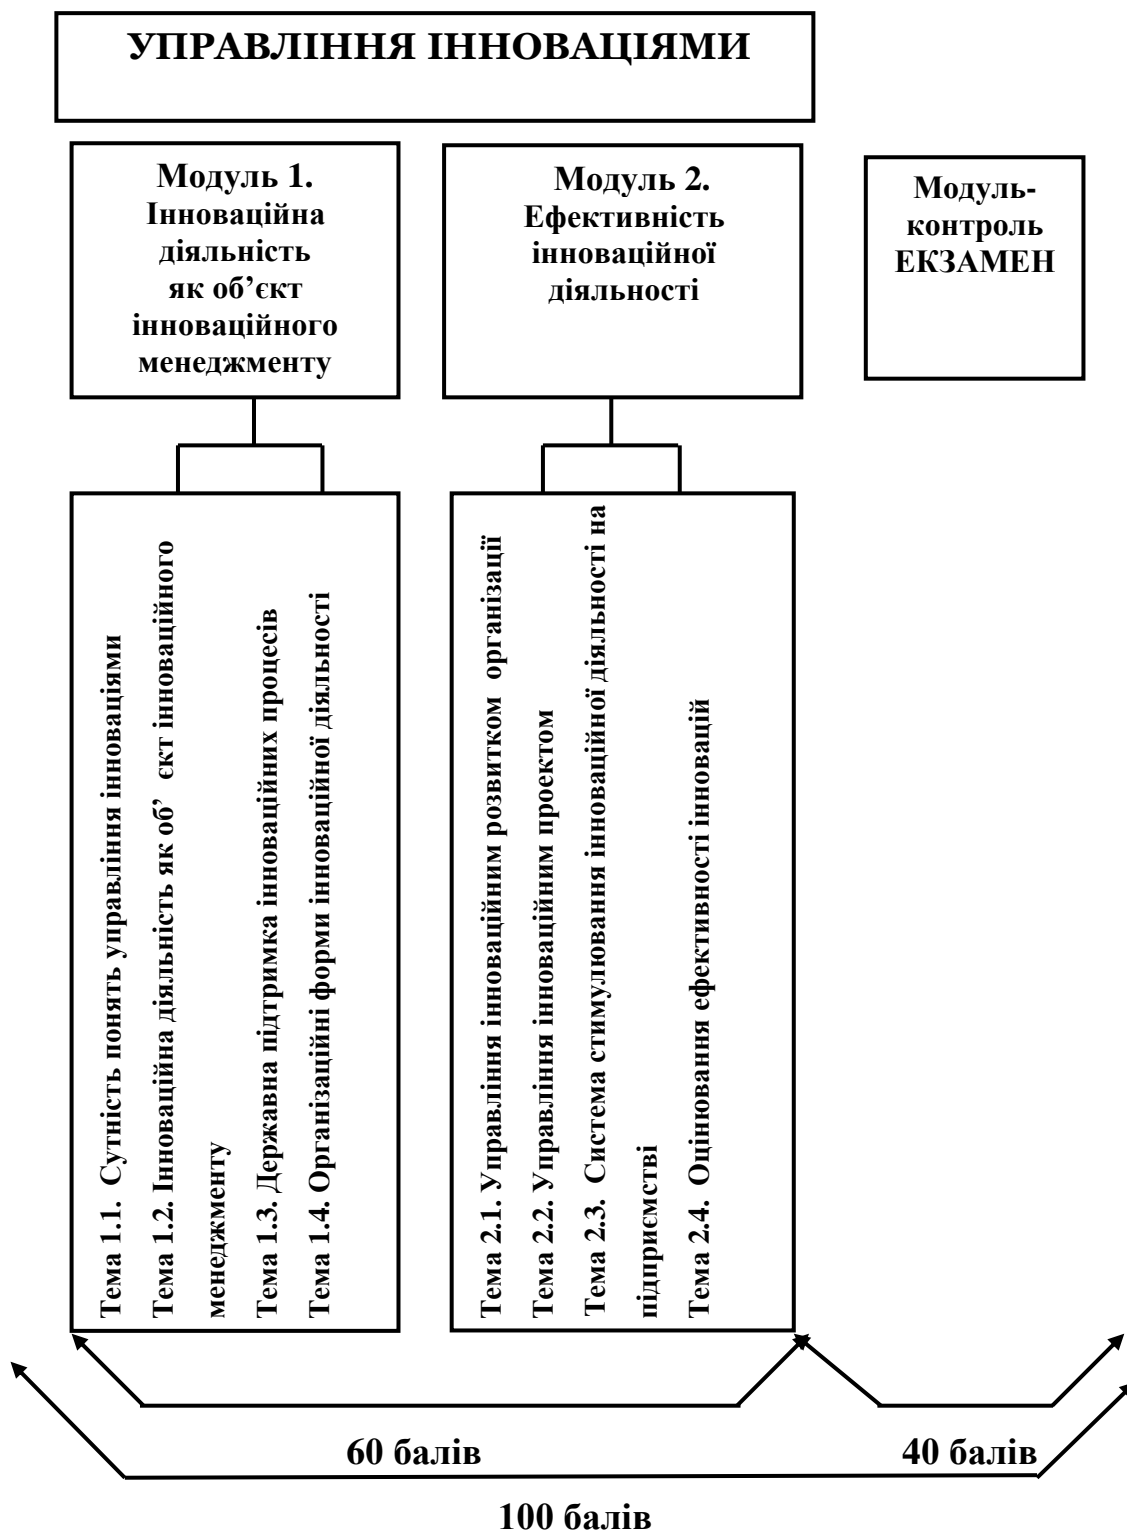 УПРАВЛІННЯ ІННОВАЦІЯМИ
Модуль 1.
Інноваційна
діяльність
як об’єкт
інноваційного
менеджменту
Модуль 2.
Ефективність
інноваційної
діяльності
Модуль-
контроль
ЕКЗАМЕН
Тема 1.1. Сутність понять управління інноваціями
Тема 1.2. Інноваційна діяльність як об’ єкт інноваційного
менеджменту
Тема 1.3. Державна підтримка інноваційних процесів
Тема 1.4. Організаційні форми інноваційної діяльності
Тема 2.1. Управління інноваційним розвитком організації
Тема 2.2. Управління інноваційним проектом
Тема 2.3. Система стимулювання інноваційної діяльності на
підприємстві
Тема 2.4. Оцінювання ефективності інновацій
60 балів
40 балів
100 балів